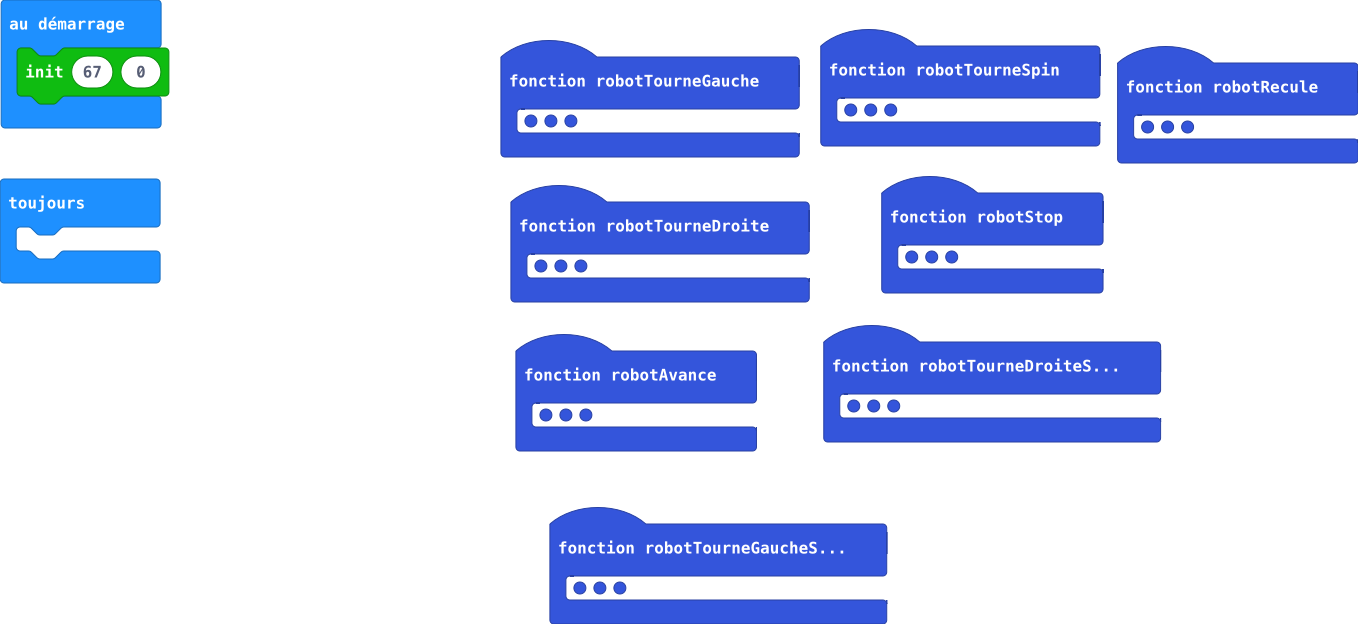 au démarrage
init 67 0
toujours
fonction robotTourneGauche
fonction robotTourneSpin
fonction robotRecule
fonction robotTourneDroite
fonction robotStop
fonction robotAvance
fonction robotTourneDroiteS...
fonction robotTourneGaucheS...